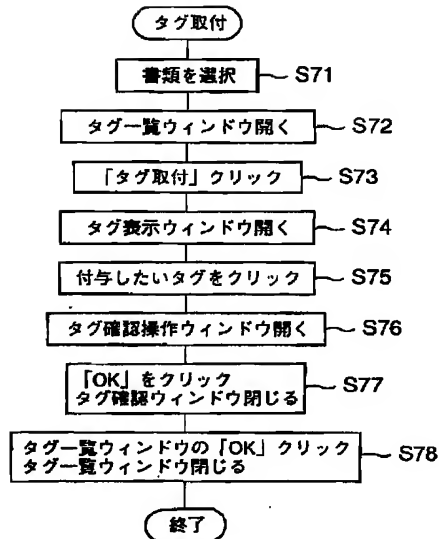 タグ取付
書類を選択 S71
タグ一覧ウィンドウ開く S72
「タグ取付」クリック S73
タグ表示ウィンドウ開く S74
付与したいタグをクリック S75
タグ確認操作ウィンドウ開く S76
「OK」をクリック
タグ確認ウィンドウ閉じる S77
タグ一覧ウィンドウの「OK」クリック
タグ一覧ウィンドウ閉じる S78
終了